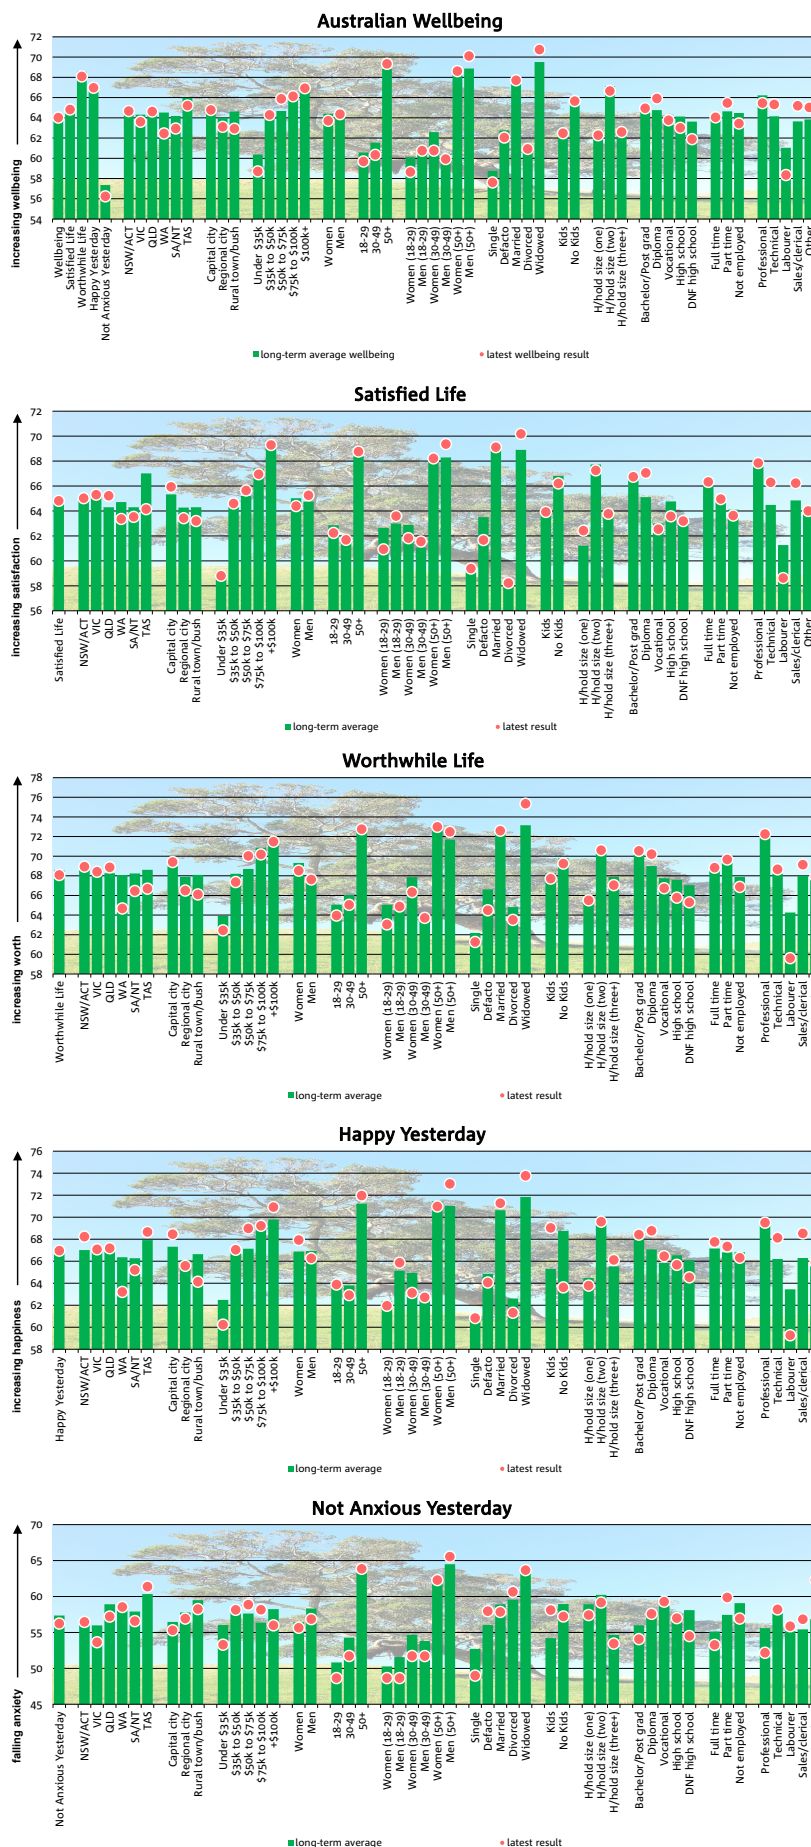 Australian Wellbeing
increasing wellbeing
72
70
68
66
64
62
60
58
56
54
Wellbeing
Satisfied Life
Worthwhile Life
Happy Yesterday
Not Anxious Yesterday
NSW/ACT
VIC
QLD
WA
SA/NT
TAS
Capital city
Regional city
Rural town/bush
Under $35k
$35k to $50k
$50k to $75k
$75k to $100k
$100k+
Women
Men
18-29
30-49
50+
Women (18-29)
Men (18-29)
Women (30-49)
Men (30-49)
Women (50+)
Men (50+)
Single
Defacto
Married
Divorced
Widowed
Kids
No Kids
H/hold size (one)
H/hold size (two)
H/hold size (three+)
Bachelor/Post grad
Diploma
Vocational
High school
DNF high school
Full time
Part time
Not employed
Professional
Technical
Labourer
Sales/clerical
Other
long-term average wellbeing
latest wellbeing result
Satisfied Life
increasing satisfaction
72
70
68
66
64
62
60
58
56
Satisfied Life
NSW/ACT
VIC
QLD
WA
SA/NT
TAS
Capital city
Regional city
Rural town/bush
Under $35k
$35k to $50k
$50k to $75k
$75k to $100k
+$100k
Women
Men
18-29
30-49
50+
Women (18-29)
Men (18-29)
Women (30-49)
Men (30-49)
Women (50+)
Men (50+)
Single
Defacto
Married
Divorced
Widowed
Kids
No Kids
H/hold size (one)
H/hold size (two)
H/hold size (three+)
Bachelor/Post grad
Diploma
Vocational
High school
DNF high school
Full time
Part time
Not employed
Professional
Technical
Labourer
Sales/clerical
Other
long-term average
latest result
Worthwhile Life
increasing worth
78
76
74
72
70
68
66
64
62
60
58
Worthwhile Life
NSW/ACT
VIC
QLD
WA
SA/NT
TAS
Capital city
Regional city
Rural town/bush
Under $35k
$35k to $50k
$50k to $75k
$75k to $100k
+$100k
Women
Men
18-29
30-49
50+
Women (18-29)
Men (18-29)
Women (30-49)
Men (30-49)
Women (50+)
Men (50+)
Single
Defacto
Married
Divorced
Widowed
Kids
No Kids
H/hold size (one)
H/hold size (two)
H/hold size (three+)
Bachelor/Post grad
Diploma
Vocational
High school
DNF high school
Full time
Part time
Not employed
Professional
Technical
Labourer
Sales/clerical
long-term average
latest result
Happy Yesterday
increasing happiness
76
74
72
70
68
66
64
62
60
58
Happy Yesterday
NSW/ACT
VIC
QLD
WA
SA/NT
TAS
Capital city
Regional city
Rural town/bush
Under $35k
$35k to $50k
$50k to $75k
$75k to $100k
+$100k
Women
Men
18-29
30-49
50+
Women (18-29)
Men (18-29)
Women (30-49)
Men (30-49)
Women (50+)
Men (50+)
Single
Defacto
Married
Divorced
Widowed
Kids
No Kids
H/hold size (one)
H/hold size (two)
H/hold size (three+)
Bachelor/Post grad
Diploma
Vocational
High school
DNF high school
Full time
Part time
Not employed
Professional
Technical
Labourer
Sales/clerical
long-term average
latest result
Not Anxious Yesterday
falling anxiety
70
65
60
55
50
45
Not Anxious Yesterday
NSW/ACT
VIC
QLD
WA
SA/NT
TAS
Capital city
Regional city
Rural town/bush
Under $35k
$35k to $50k
$50k to $75k
$75k to $100k
+$100k
Women
Men
18-29
30-49
50+
Women (18-29)
Men (18-29)
Women (30-49)
Men (30-49)
Women (50+)
Men (50+)
Single
Defacto
Married
Divorced
Widowed
Kids
No Kids
H/hold size (one)
H/hold size (two)
H/hold size (three+)
Bachelor/Post grad
Diploma
Vocational
High school
DNF high school
Full time
Part time
Not employed
Professional
Technical
Labourer
Sales/clerical
long-term average
latest result